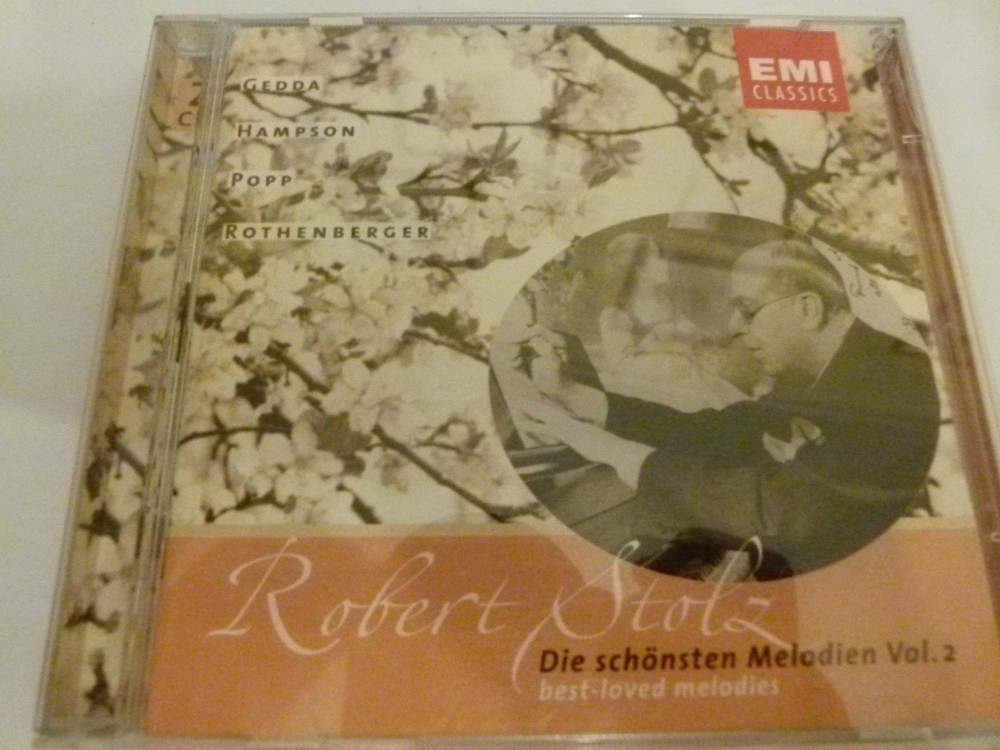 GEDDA
HAMPSON
POPP
ROTHENBERGER
EMI
CLASSICS
Robert Stolz
Die schönsten Melodien Vol.2
best-loved melodies